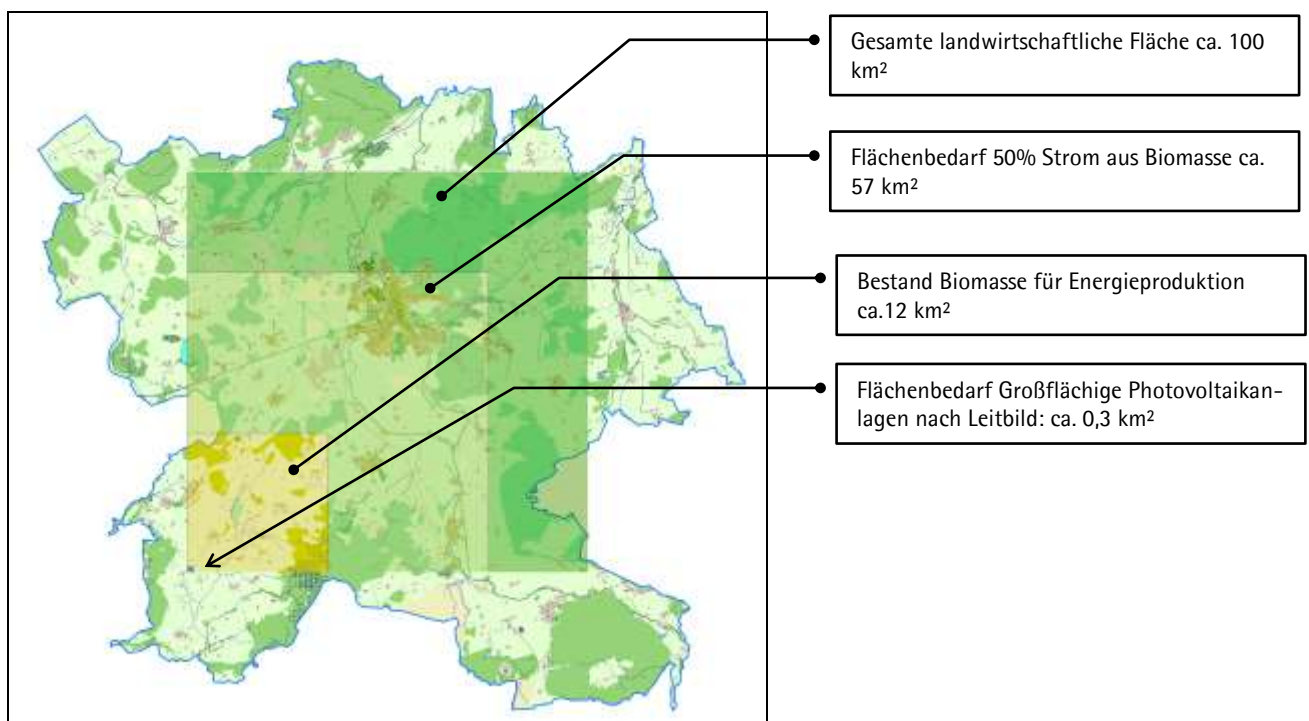 Gesamte landwirtschaftliche Fläche ca. 100
km²
Flächenbedarf 50% Strom aus Biomasse ca.
57 km²
Bestand Biomasse für Energieproduktion
ca.12 km²
Flächenbedarf Großflächige Photovoltaikan-
lagen nach Leitbild: ca. 0,3 km²